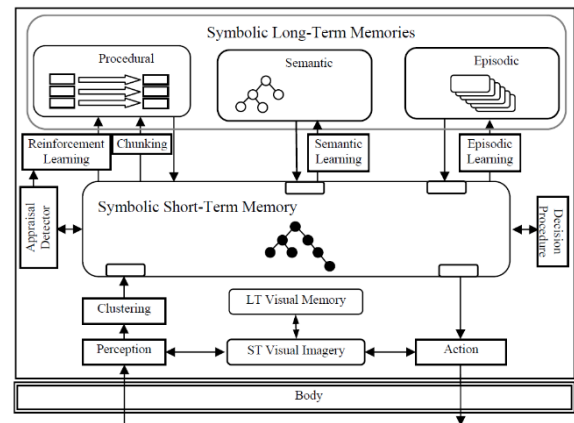 Symbolic Long-Term Memories
Procedural
Semantic
Episodic
Reinforcement
Learning
Chunking
Semantic
Learning
Episodic
Learning
Symbolic Short-Term Memory
Appraisal
Detector
Decision
Procedure
Clustering
LT Visual Memory
Perception
ST Visual Imagery
Action
Body